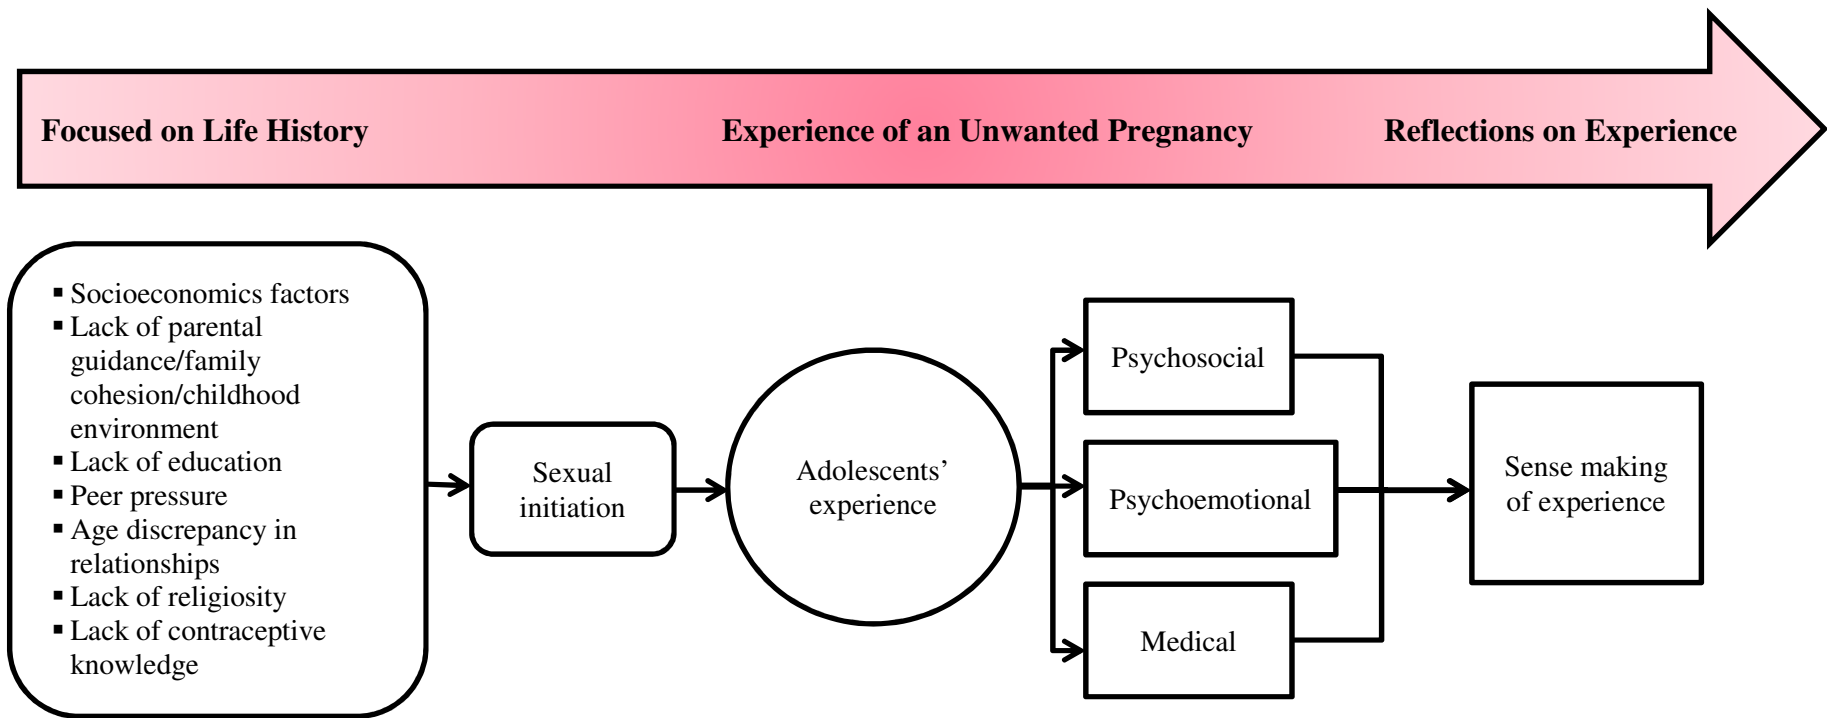 Focused on Life History
Experience of an Unwanted Pregnancy
Reflections on Experience
▪ Socioeconomics factors
▪ Lack of parental
guidance/family
cohesion/childhood
environment
▪ Lack of education
▪ Peer pressure
▪ Age discrepancy in
relationships
▪ Lack of religiosity
▪ Lack of contraceptive
knowledge
Sexual
initiation
Adolescents’
experience
Psychosocial
Psychoemotional
Medical
Sense making
of experience